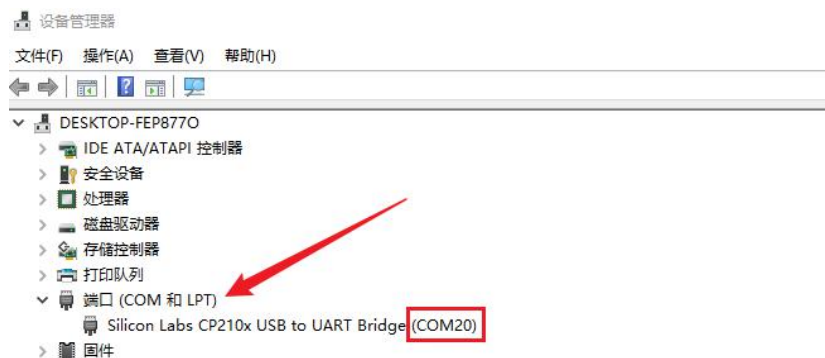 设备管理器
文件(F) 操作(A) 查看(V) 帮助(H)
DESKTOP-FEP877O
IDE ATA/ATAPI 控制器
安全设备
处理器
磁盘驱动器
存储控制器
打印队列
端口 (COM 和 LPT)
Silicon Labs CP210x USB to UART Bridge (COM20)
固件